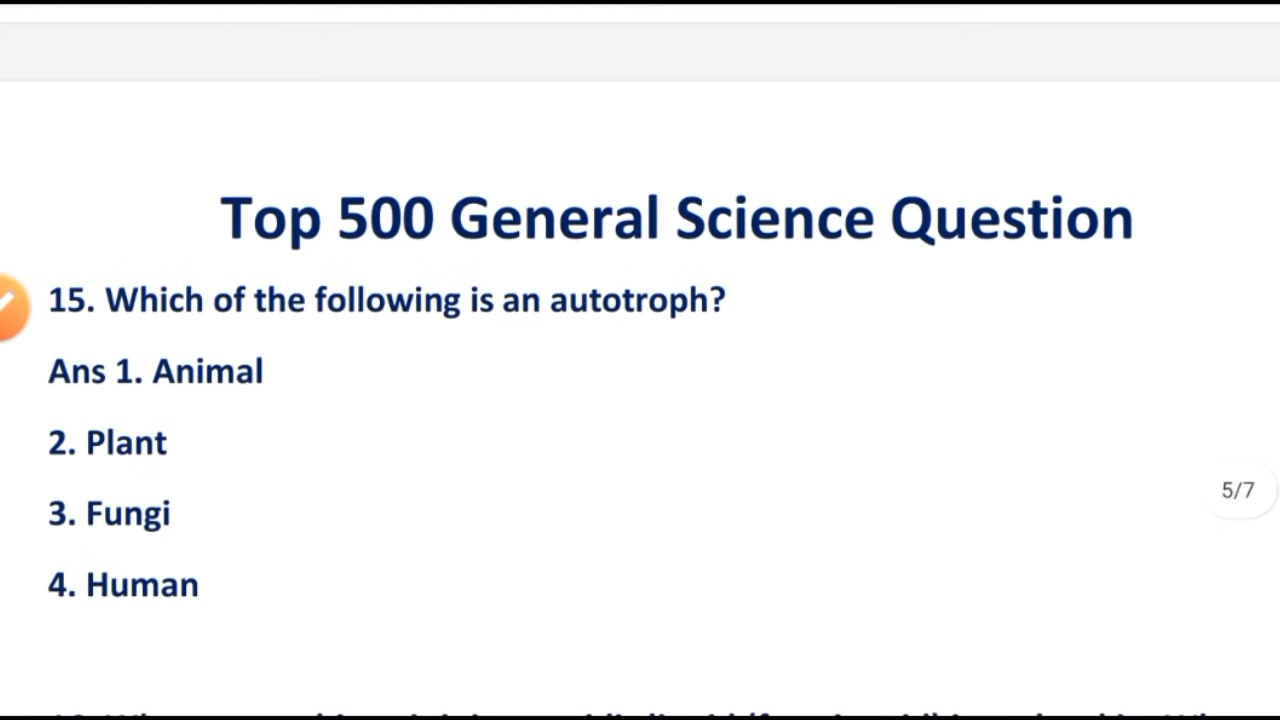 Top 500 General Science Question
15. Which of the following is an autotroph?
Ans 1. Animal
2. Plant
3. Fungi
5/7
4. Human